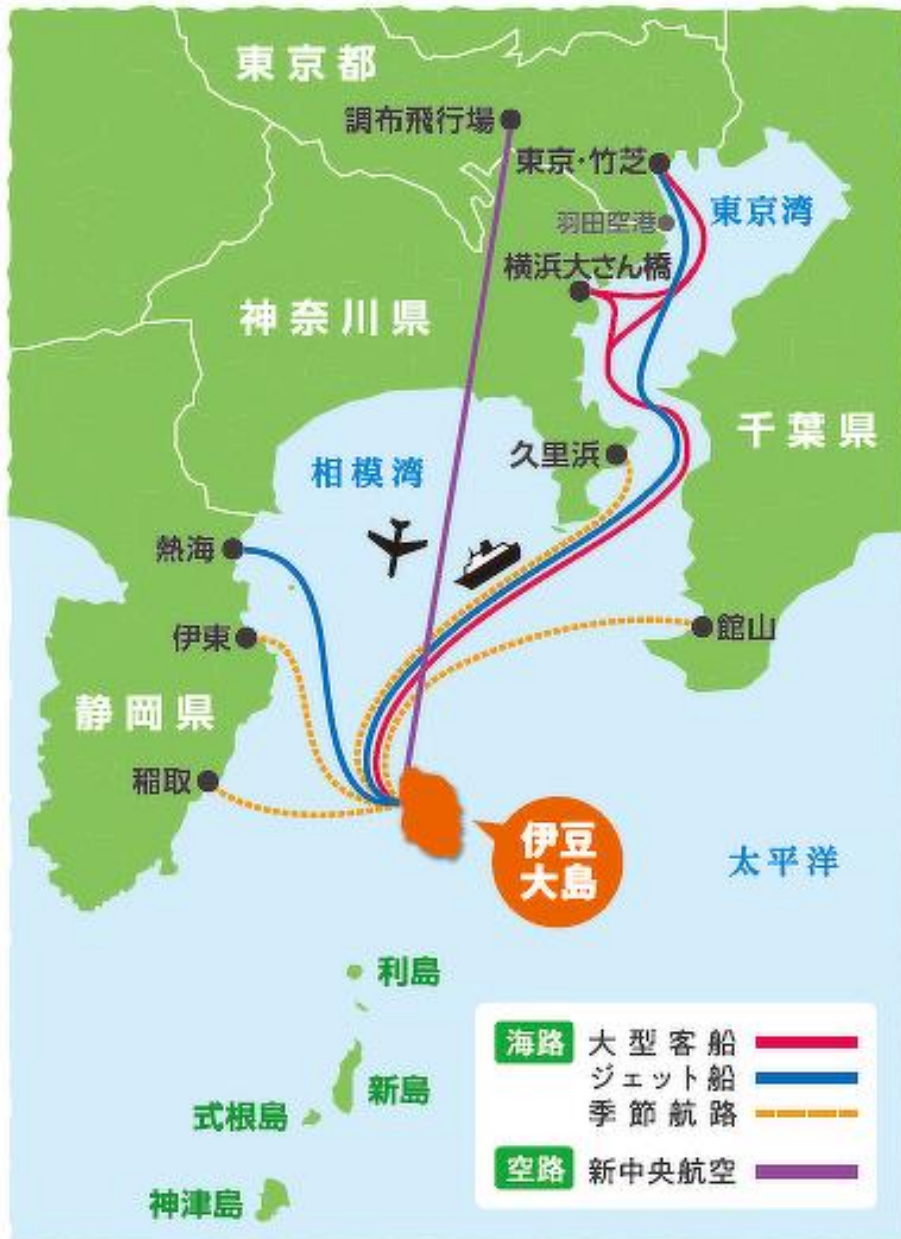 東京都
調布飛行場
東京・竹芝
東京湾
羽田空港
横浜大さん橋
神奈川県
千葉県
久里浜
相模湾
熱海
伊東
館山
静岡県
稲取
伊豆
大島
太平洋
利島
新島
式根島
神津島
海路 大型客船
ジェット船
季節航路
空路 新中央航空